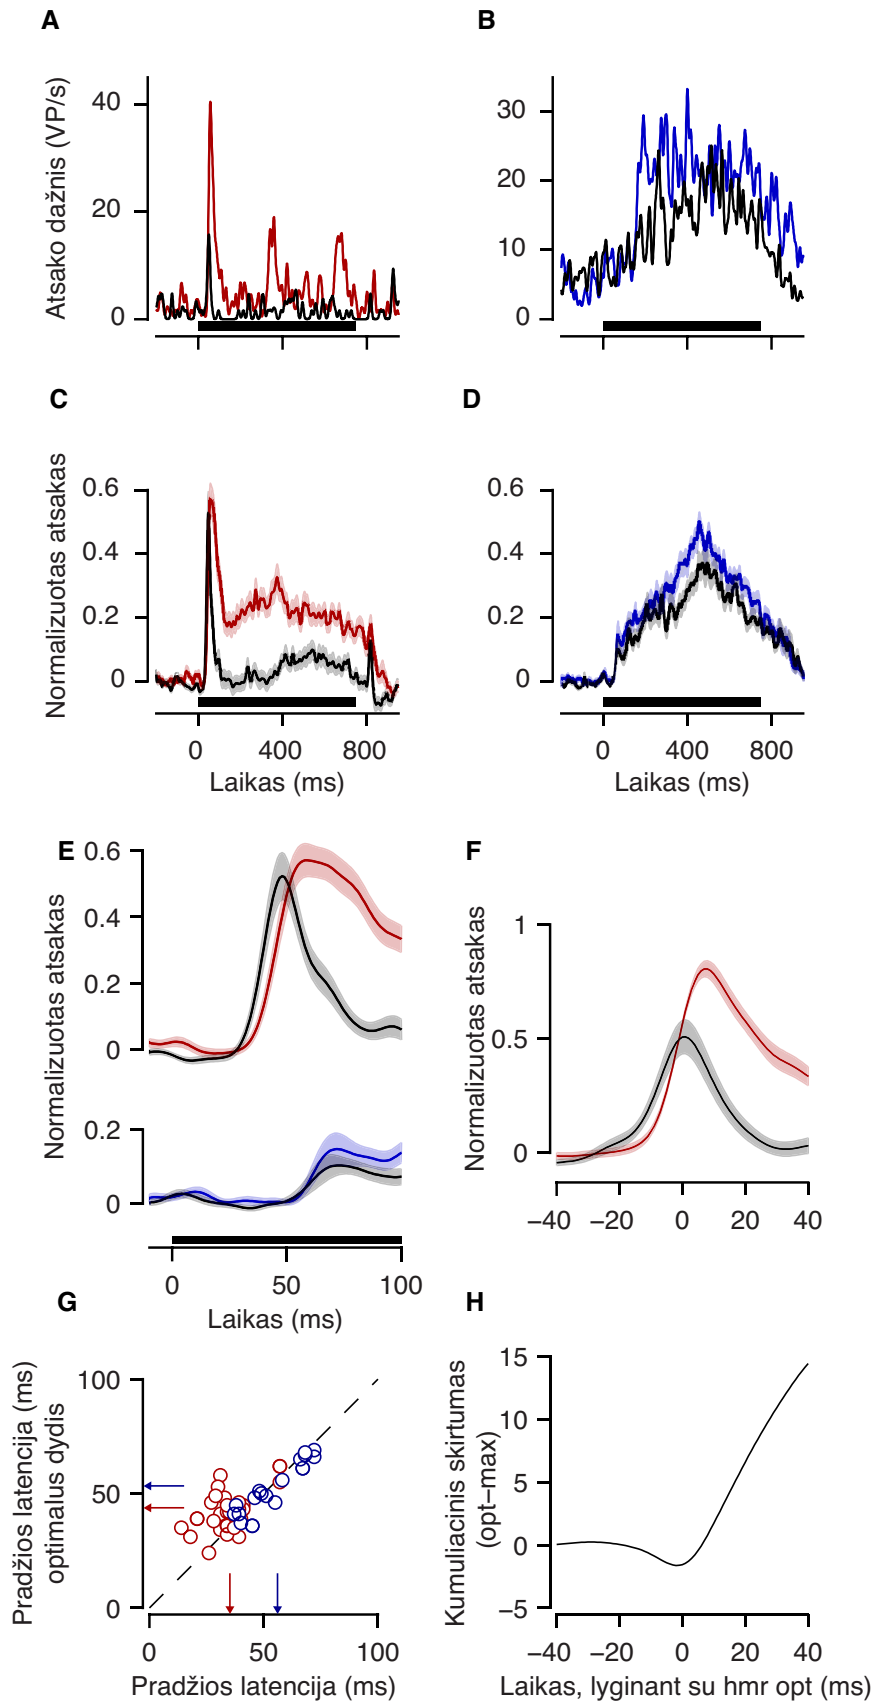 A
B
Atsako dažnis (VP/s)
40
20
0
30
20
10
0
C
D
Normalizuotas atsakas
0.6
0.4
0.2
0
0.6
0.4
0.2
0
0 400 800
0 400 800
Laikas (ms)
Laikas (ms)
E
F
Normalizuotas atsakas
0.6
0.4
0.2
0
0.2
0
0 50 100
Laikas (ms)
Normalizuotas atsakas
1
0.5
0
−40 −20 0 20 40
G
H
Pradžios latencija (ms)
optimalus dydis
100
50
0
0 50 100
Pradžios latencija (ms)
Kumuliacinis skirtumas
(opt−max)
15
10
5
0
−5
−40 −20 0 20 40
Laikas, lyginant su hmr opt (ms)